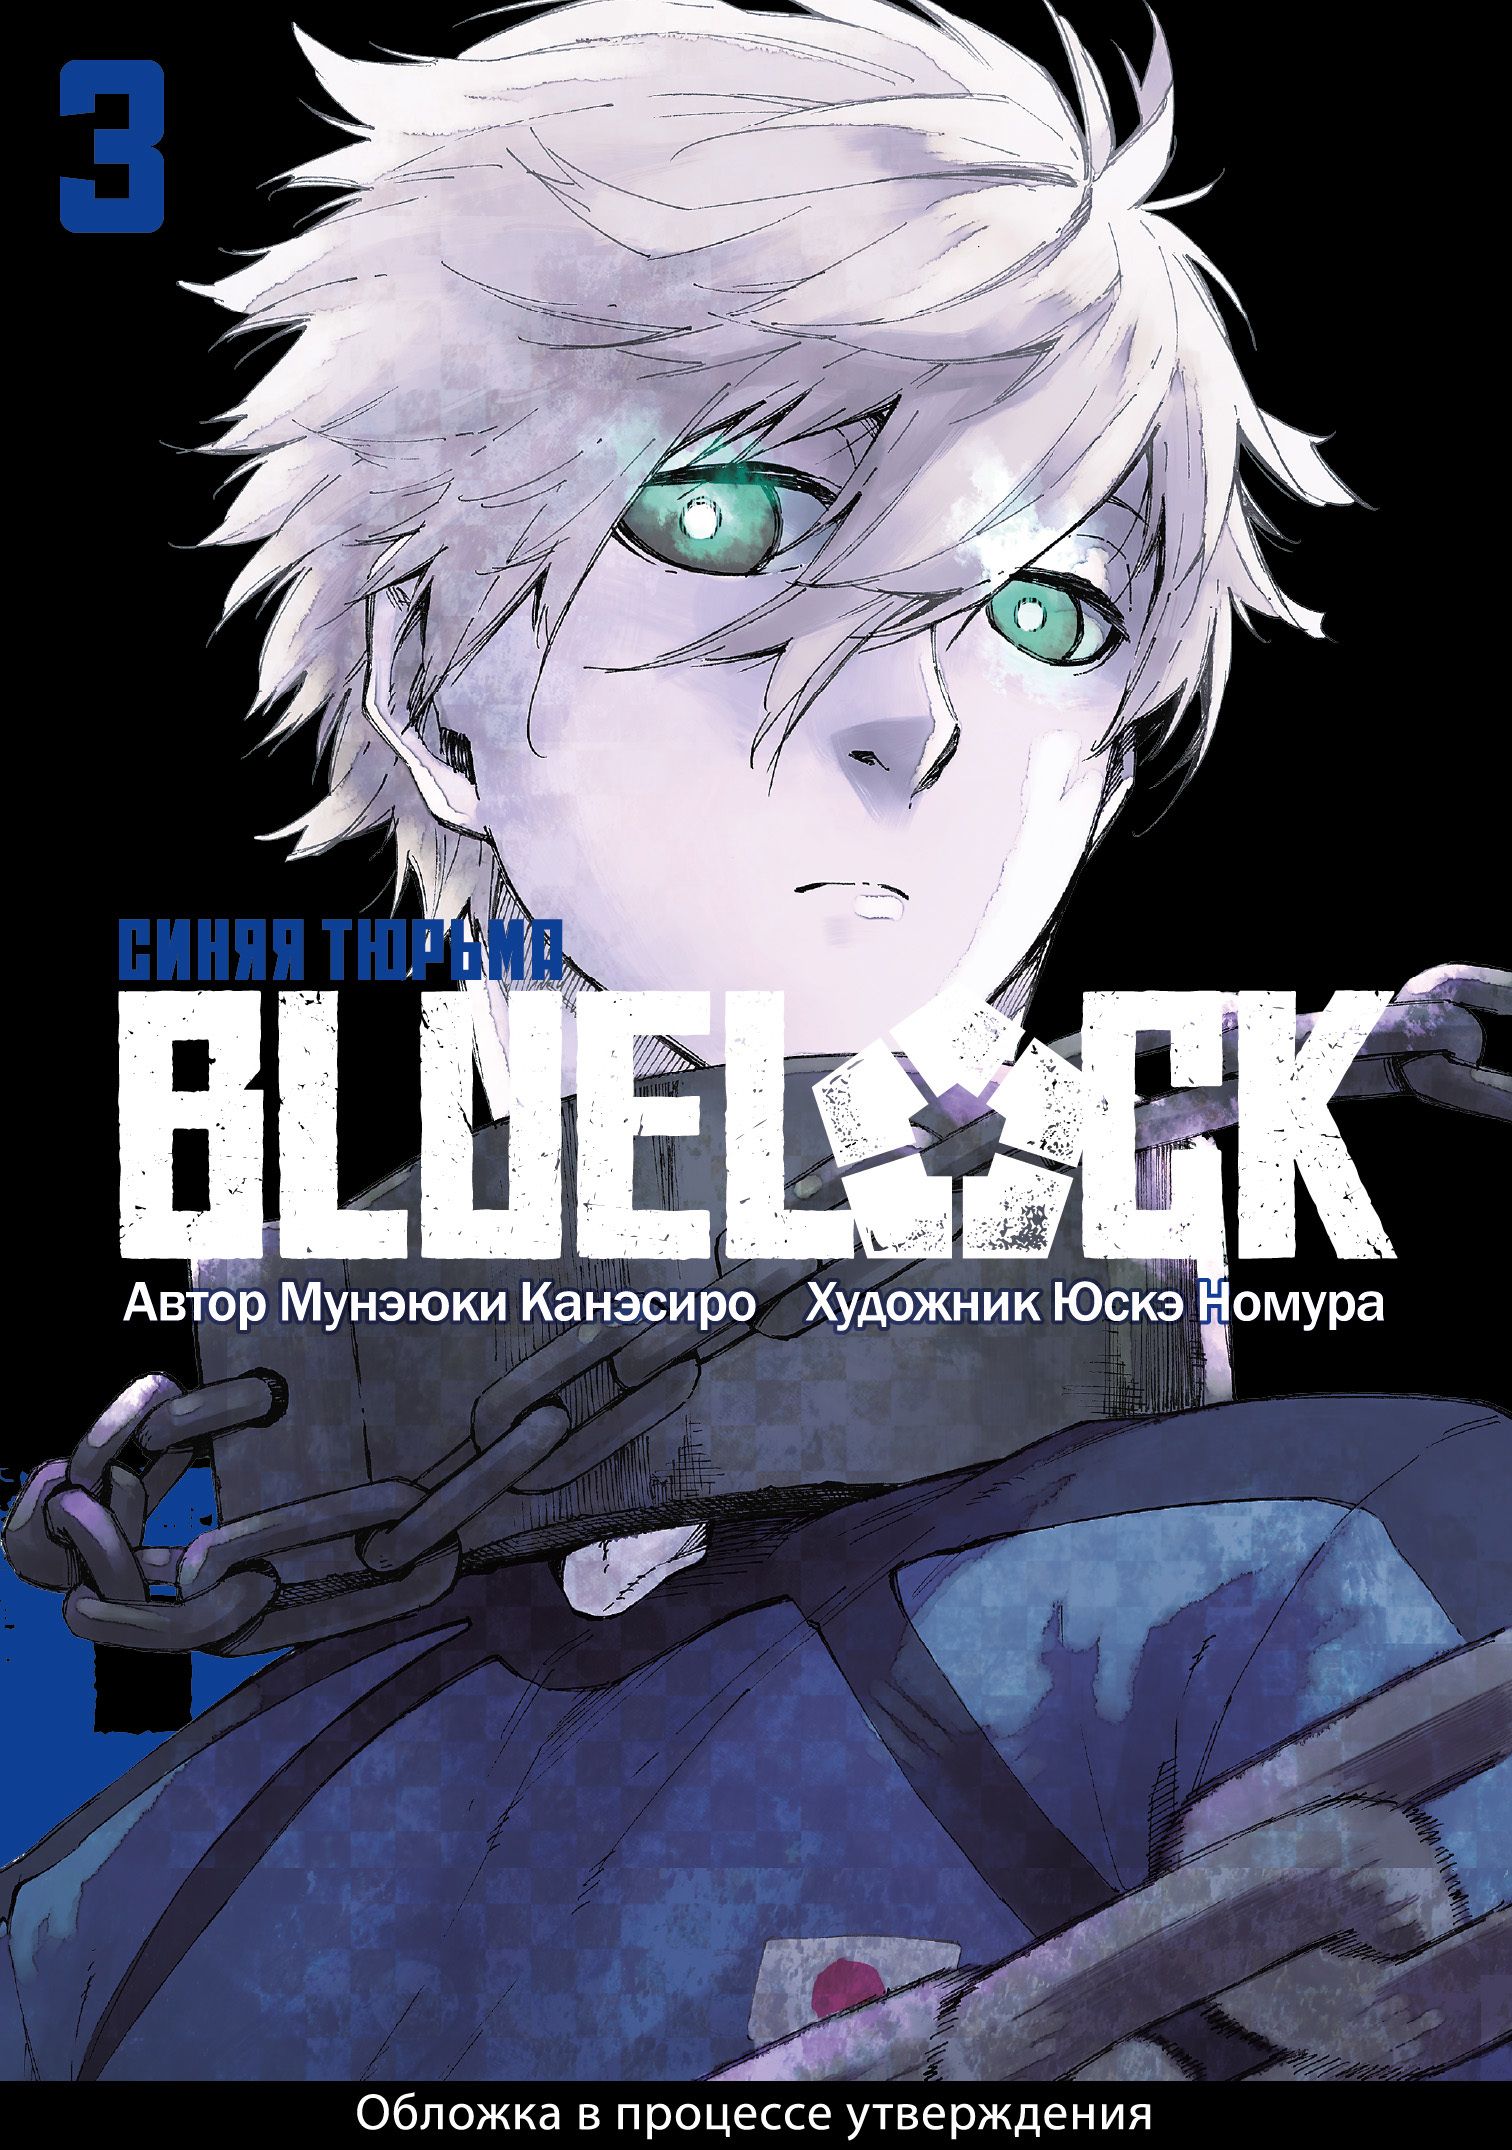 3
СИНЯЯ ТЮРЬМА
BLUELOCK
Автор Мунэюки Канэсиро Художник Юскэ Номура
Обложка в процессе утверждения